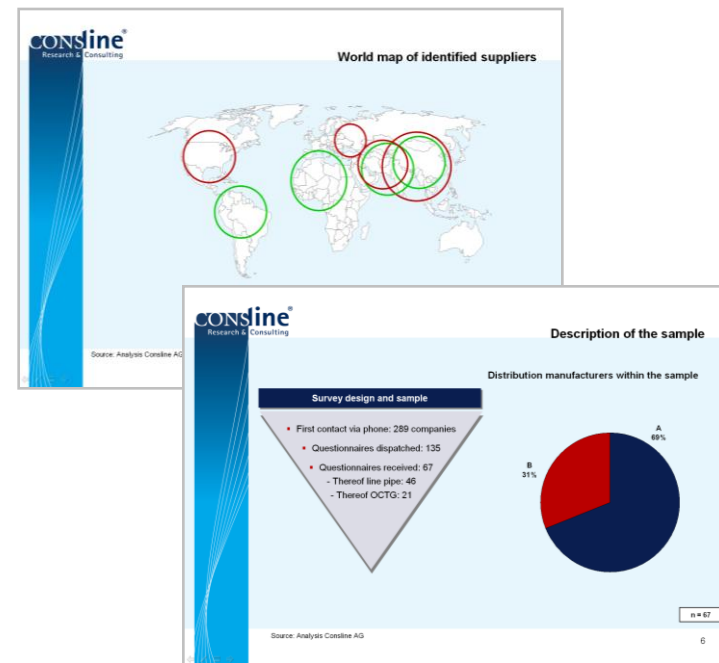 CONSline®
Research & Consulting
World map of identified suppliers
Source: Analysis Consline AG
CONSline®
Research & Consulting
Description of the sample
Distribution manufacturers within the sample
Survey design and sample
First contact via phone: 289 companies
Questionnaires dispatched: 135
Questionnaires received: 67
- Thereof line pipe: 46
- Thereof OCTG: 21
A
69%
B
31%
n = 67
Source: Analysis Consline AG
6